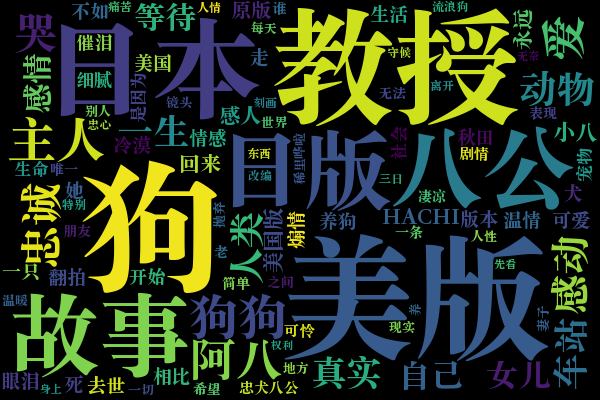 不如
痛苦
等待
人情
原版
谁
生活
流浪狗
永远
爱
哭
催泪
日本
每天
教授
无奈
感情
细腻
美国
走
守候
离开
动物
是因为
镜头
感人
刻画
无法
表现
别人
忠心
世界
主人
一生
情感
东西
日版
稀里哗啦
社会
八公
秋田
剧情
小八
冷漠
回来
改编
宠物
生命
唯一
狗
三日
犬
忠诚
她
特别
抛弃
人类
美国版
煽情
养狗
凄凉
HACHI
版本
温情
可爱
朋友
一条
人性
感动
一只
翻拍
开始
老
简单
之间
美版
先看
温暖
故事
狗狗
可怜
养
现实
妻子
车站
阿八
权利
眼泪
身上
死
去世
一切
相比
希望
忠犬八公
地方
真实
自己
女儿